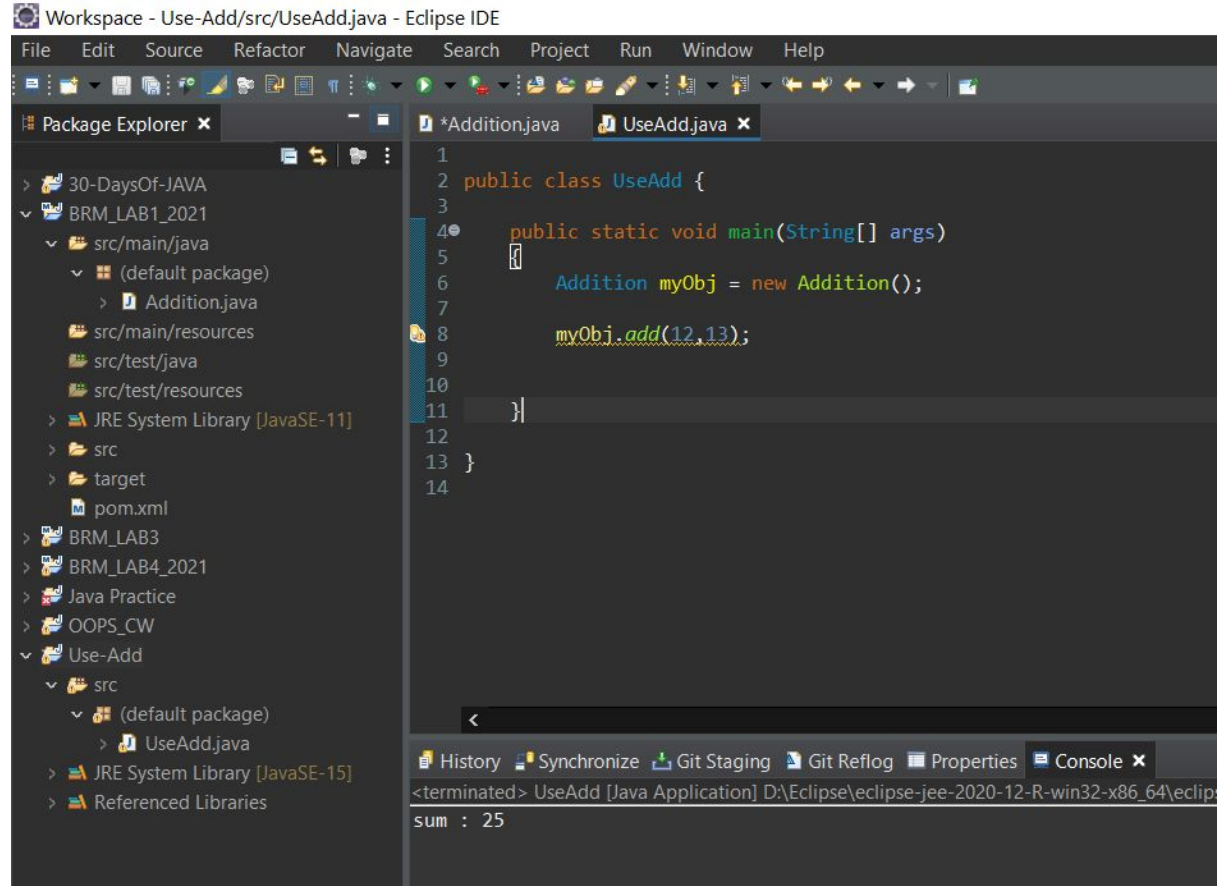 Workspace - Use-Add/src/UseAdd.java - Eclipse IDE
File Edit Source Refactor Navigate Search Project Run Window Help
Package Explorer
30-DaysOf-JAVA
BRM_LAB1_2021
src/main/java
(default package)
Addition.java
src/main/resources
src/test/java
src/test/resources
JRE System Library [JavaSE-11]
src
target
pom.xml
BRM_LAB3
BRM_LAB4_2021
Java Practice
OOPS_CW
Use-Add
src
(default package)
UseAdd.java
JRE System Library [JavaSE-15]
Referenced Libraries
*Addition.java UseAdd.java
1
2 public class UseAdd {
3
4 public static void main(String[] args)
5 {
6 Addition myObj = new Addition();
7
8 myObj.add(12,13);
9
10
11 }
12
13 }
14
History Synchronize Git Staging Git Reflog Properties Console
<terminated> UseAdd [Java Application] D:\Eclipse\eclipse-jee-2020-12-R-win32-x86_64\eclips
sum : 25